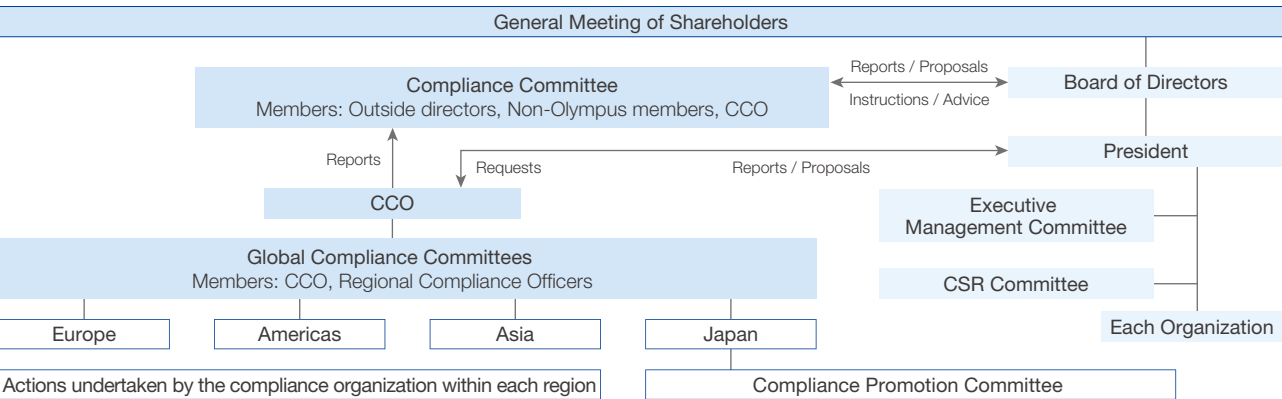 General Meeting of Shareholders
Compliance Committee
Members: Outside directors, Non-Olympus members, CCO
Reports / Proposals
Instructions / Advice
Board of Directors
Reports
Requests
Reports / Proposals
President
CCO
Executive
Management Committee
Global Compliance Committees
Members: CCO, Regional Compliance Officers
CSR Committee
Europe
Americas
Asia
Japan
Each Organization
Actions undertaken by the compliance organization within each region
Compliance Promotion Committee